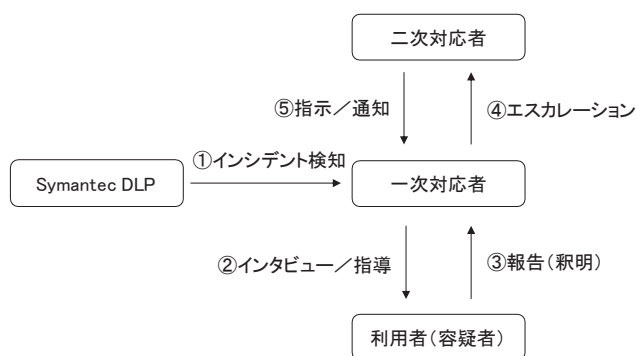 二次対応者
⑤指示／通知
④エスカレーション
①インシデント検知
Symantec DLP
一次対応者
②インタビュー／指導
③報告（釈明）
利用者（容疑者）